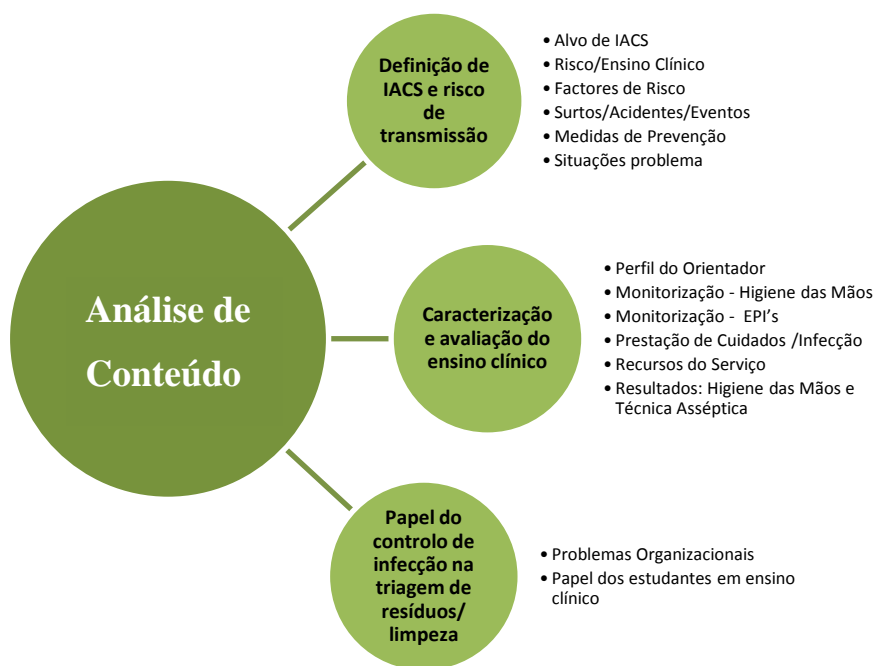 Definição de
IACS e risco
de
transmissão
• Alvo de IACS
• Risco/Ensino Clínico
• Factores de Risco
• Surtos/Acidentes/Eventos
• Medidas de Prevenção
• Situações problema
Análise de
Conteúdo
Caracterização
e avaliação do
ensino clínico
• Perfil do Orientador
• Monitorização - Higiene das Mãos
• Monitorização - EPI's
• Prestação de Cuidados /Infecção
• Recursos do Serviço
• Resultados: Higiene das Mãos e
Técnica Asséptica
Papel do
controlo de
infecção na
triagem de
resíduos/
limpeza
• Problemas Organizacionais
• Papel dos estudantes em ensino
clínico